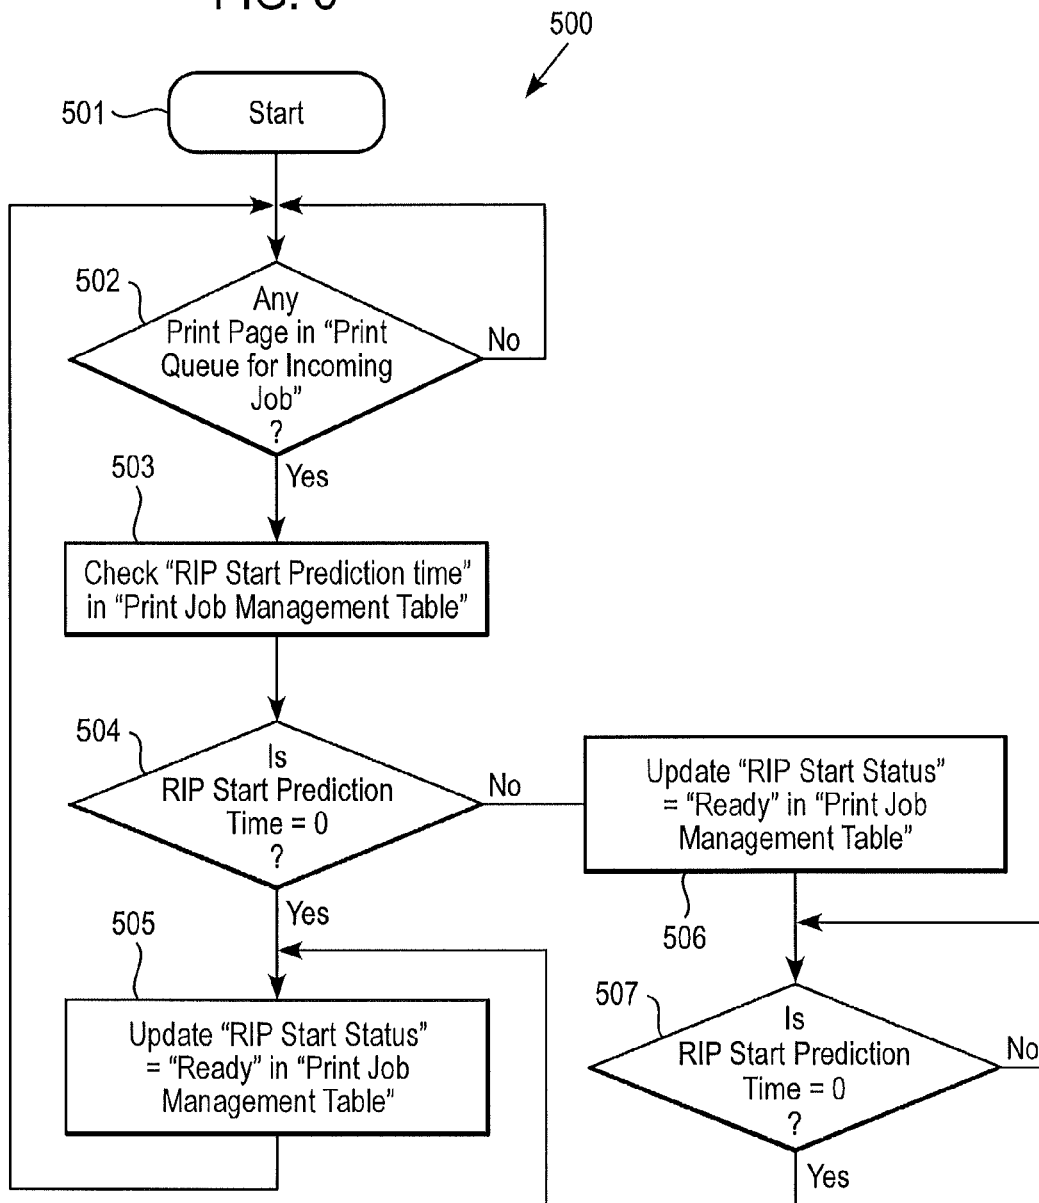 500
501
Start
502
Any
Print Page in “Print
Queue for Incoming
Job”
?
No
Yes
503
Check “RIP Start Prediction time”
in “Print Job Management Table”
504
Is
RIP Start Prediction
Time = 0
?
No
Yes
Update “RIP Start Status”
= “Ready” in “Print Job
Management Table”
506
505
Update “RIP Start Status”
= “Ready” in “Print Job
Management Table”
507
Is
RIP Start Prediction
Time = 0
?
No
Yes